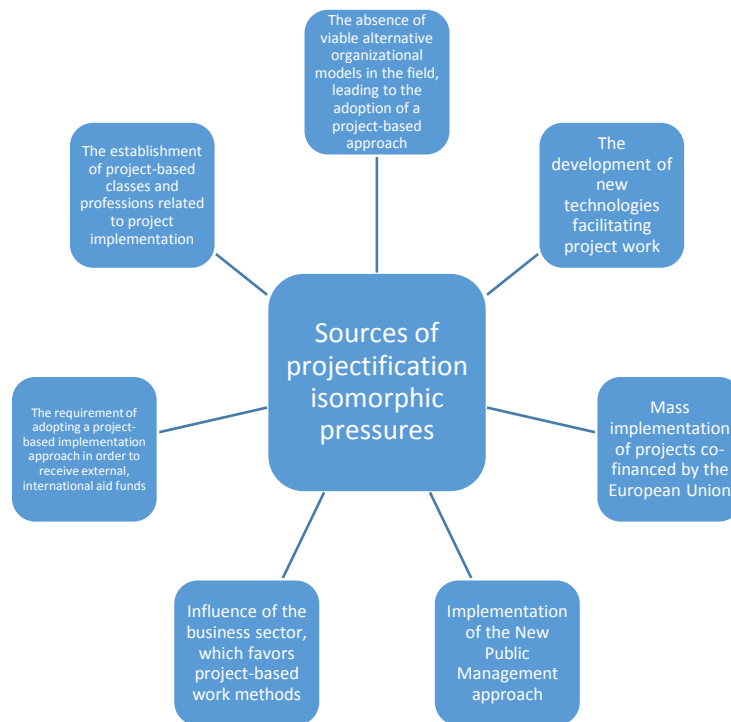 The absence of
viable alternative
organizational
models in the field,
leading to the
adoption of a
project-based
approach
The
development of
new
technologies
facilitating
project work
Mass
implementation
of projects co-
financed by the
European Union
Implementation
of the New
Public
Management
approach
Influence of the
business sector,
which favors
project-based
work methods
The requirement of
adopting a project-
based implementation
approach in order to
receive external,
international aid funds
The establishment
of project-based
classes and
professions related
to project
implementation
Sources of
projectification
isomorphic
pressures